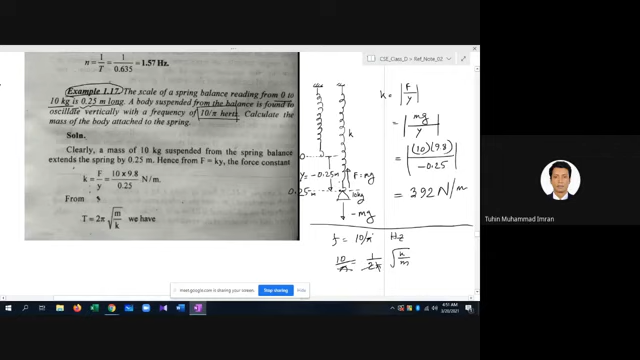 n = 1/T = 1/0.635 = 1.57 Hz.
Example 1.17 The scale of a spring balance reading from 0 to
10 kg is 0.25 m long. A body suspended from the balance is found to
oscillate vertically with a frequency of 10/π hertz. Calculate the
mass of the body attached to the spring.
Soln.
Clearly, a mass of 10 kg suspended from the spring balance
extends the spring by 0.25 m. Hence from F = ky, the force constant
k = F/y = 10 × 9.8/0.25 N/m.
From
T = 2π √m/k we have
CSE_Class_D > Ref_Note_02
k = |F/y|
= |mg/y|
k
= |(10)(9.8)/-0.25|
0
y = -0.25m
F = mg
0.25m
10kg
= 392 N/m
-mg
f = 10/π Hz
10/π = 1/2π √k/m
Tuhin Muhammad Imran
meet.google.com is sharing your screen.
Stop sharing
Hide
4:51 AM
3/20/2021